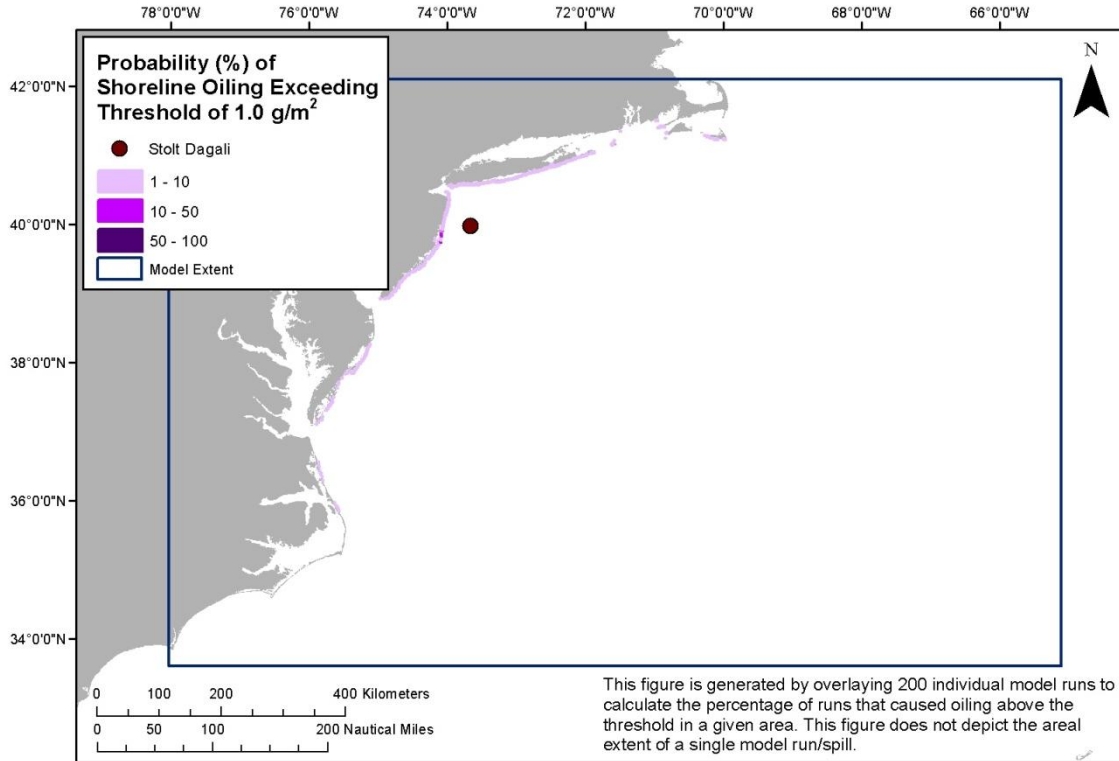 78°0'0"W 76°0'0"W 74°0'0"W 72°0'0"W 70°0'0"W 68°0'0"W 66°0'0"W
Probability (%) of
Shoreline Oiling Exceeding
Threshold of 1.0 g/m²
Stolt Dagali
1 - 10
10 - 50
50 - 100
Model Extent
N
42°0'0"N
40°0'0"N
38°0'0"N
36°0'0"N
34°0'0"N
0 100 200 400 Kilometers
0 50 100 200 Nautical Miles
This figure is generated by overlaying 200 individual model runs to
calculate the percentage of runs that caused oiling above the
threshold in a given area. This figure does not depict the areal
extent of a single model run/spill.